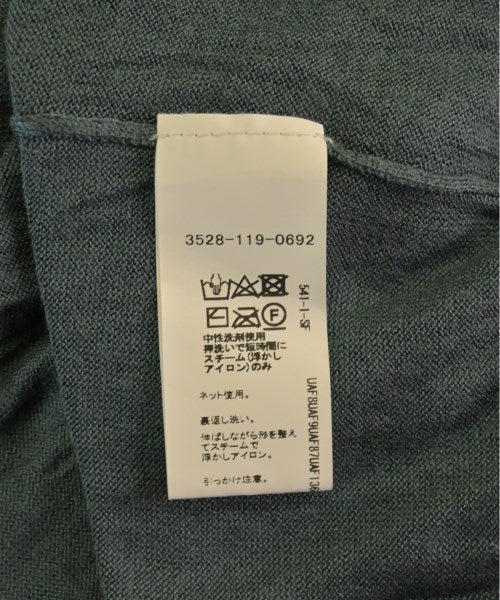 3528-119-0692
541-1-SF
F
中性洗剤使用
押洗いで短時間に
スチーム(浮かし
アイロン)のみ
ネット使用。
裏返し洗い。
伸ばしながら形を整え
てスチームで
浮かしアイロン。
引っかけ注意。
UAF8UAF9UAF87UAF136